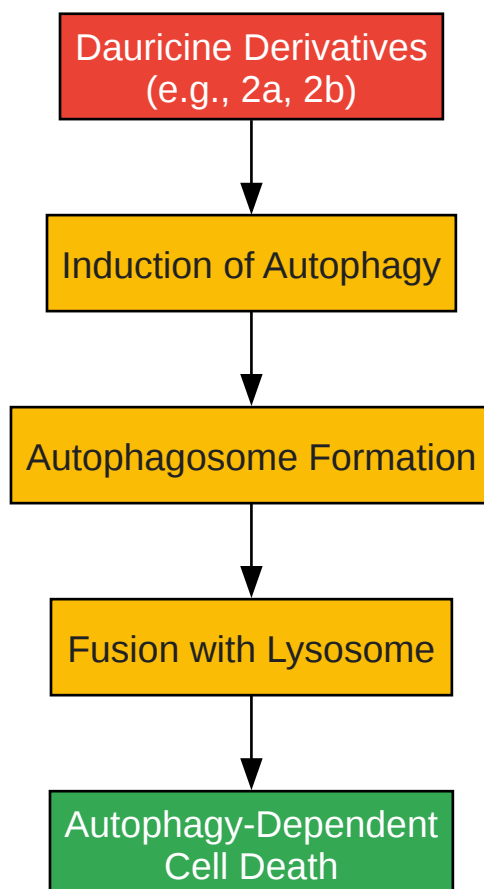 Dauricine Derivatives
(e.g., 2a, 2b)
Induction of Autophagy
Autophagosome Formation
Fusion with Lysosome
Autophagy-Dependent
Cell Death